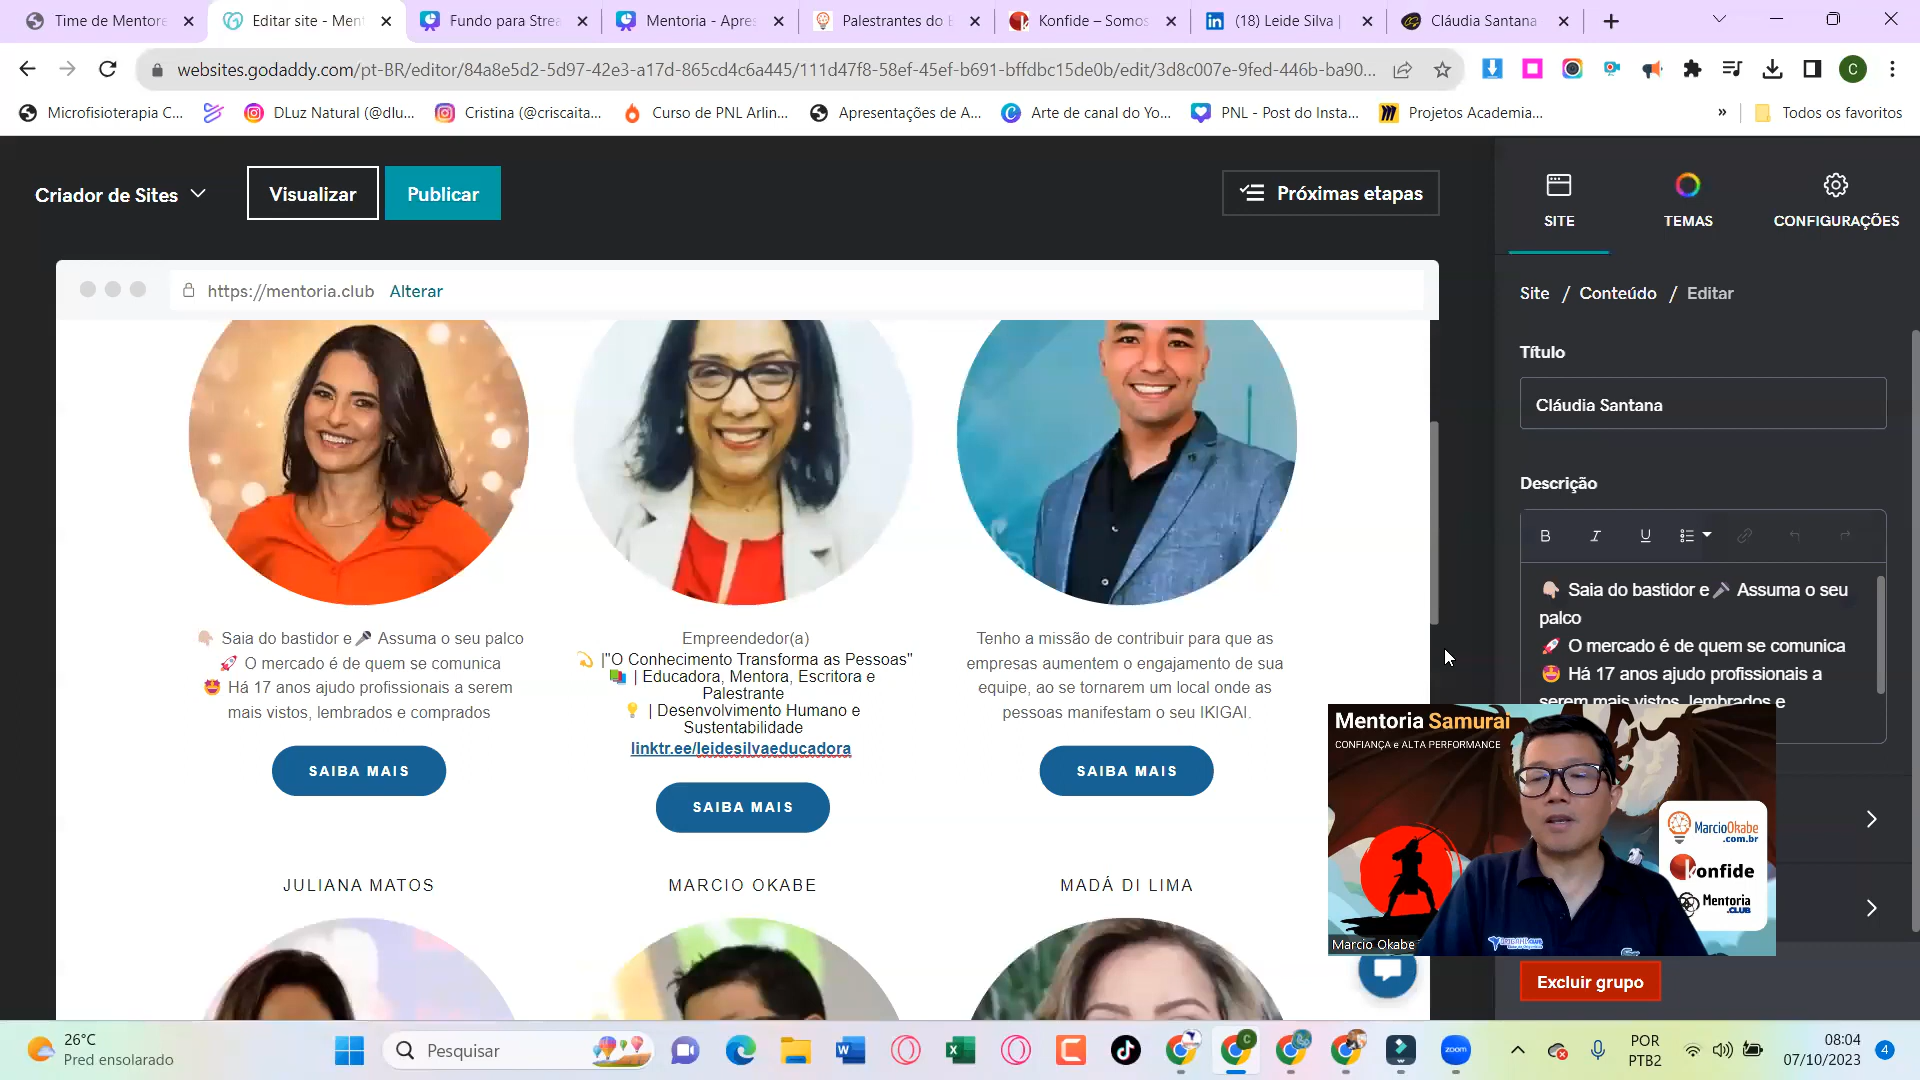 Time de Mentore
Editar site - Ment
Fundo para Strea
Mentoria - Apres
Palestrantes do E
Konfide – Somos
(18) Leide Silva |
Cláudia Santana
websites.godaddy.com/pt-BR/editor/84a8e5d2-5d97-42e3-a17d-865cd4c6a445/111d47f8-58ef-45ef-b691-bffdbc15de0b/edit/3d8c007e-9fed-446b-ba90...
C
Microfisioterapia C...
DLuz Natural (@dlu...
Cristina (@criscaita...
Curso de PNL Arlin...
Apresentações de A...
Arte de canal do Yo...
PNL - Post do Insta...
Projetos Academia...
»
Todos os favoritos
Criador de Sites
Visualizar
Publicar
Próximas etapas
SITE
TEMAS
CONFIGURAÇÕES
https://mentoria.club Alterar
Site / Conteúdo / Editar
Título
Cláudia Santana
Descrição
B I U
👇🏻 Saia do bastidor e🎤 Assuma o seu
palco
🚀 O mercado é de quem se comunica
🤩 Há 17 anos ajudo profissionais a
serem mais vistos, lembrados e
👇🏻 Saia do bastidor e🎤 Assuma o seu palco
🚀 O mercado é de quem se comunica
🤩 Há 17 anos ajudo profissionais a serem
mais vistos, lembrados e comprados
SAIBA MAIS
Empreendedor(a)
💫 |"O Conhecimento Transforma as Pessoas"
📚 | Educadora, Mentora, Escritora e
Palestrante
💡 | Desenvolvimento Humano e
Sustentabilidade
linktr.ee/leidesilvaeducadora
SAIBA MAIS
Tenho a missão de contribuir para que as
empresas aumentem o engajamento de sua
equipe, ao se tornarem um local onde as
pessoas manifestam o seu IKIGAI.
SAIBA MAIS
JULIANA MATOS
MARCIO OKABE
MADÁ DI LIMA
Mentoria Samurai
CONFIANÇA e ALTA PERFORMANCE
MarcioOkabe
.com.br
Konfide
Mentoria
.CLUB
Marcio Okabe
Excluir grupo
26°C
Pred ensolarado
Pesquisar
zoom
POR
PTB2
08:04
07/10/2023
4